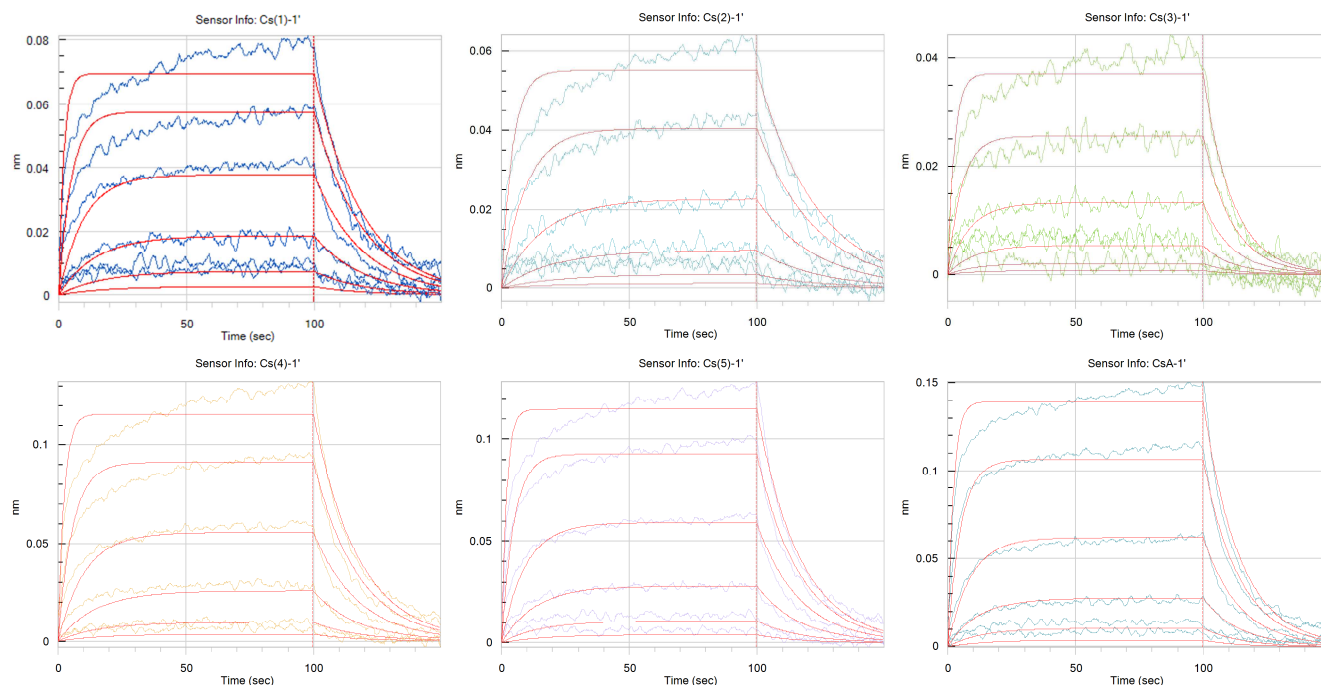 Sensor Info: Cs(1)-1'
0.08
0.06
0.04
0.02
0
nm
0
50
100
Time (sec)
Sensor Info: Cs(2)-1'
0.06
0.04
0.02
0
nm
0
50
100
Time (sec)
Sensor Info: Cs(3)-1'
0.04
0.02
0
nm
0
50
100
Time (sec)
Sensor Info: Cs(4)-1'
0.1
0.05
0
nm
0
50
100
Time (sec)
Sensor Info: Cs(5)-1'
0.1
0.05
0
nm
0
50
100
Time (sec)
Sensor Info: CsA-1'
0.15
0.1
0.05
0
nm
0
50
100
Time (sec)